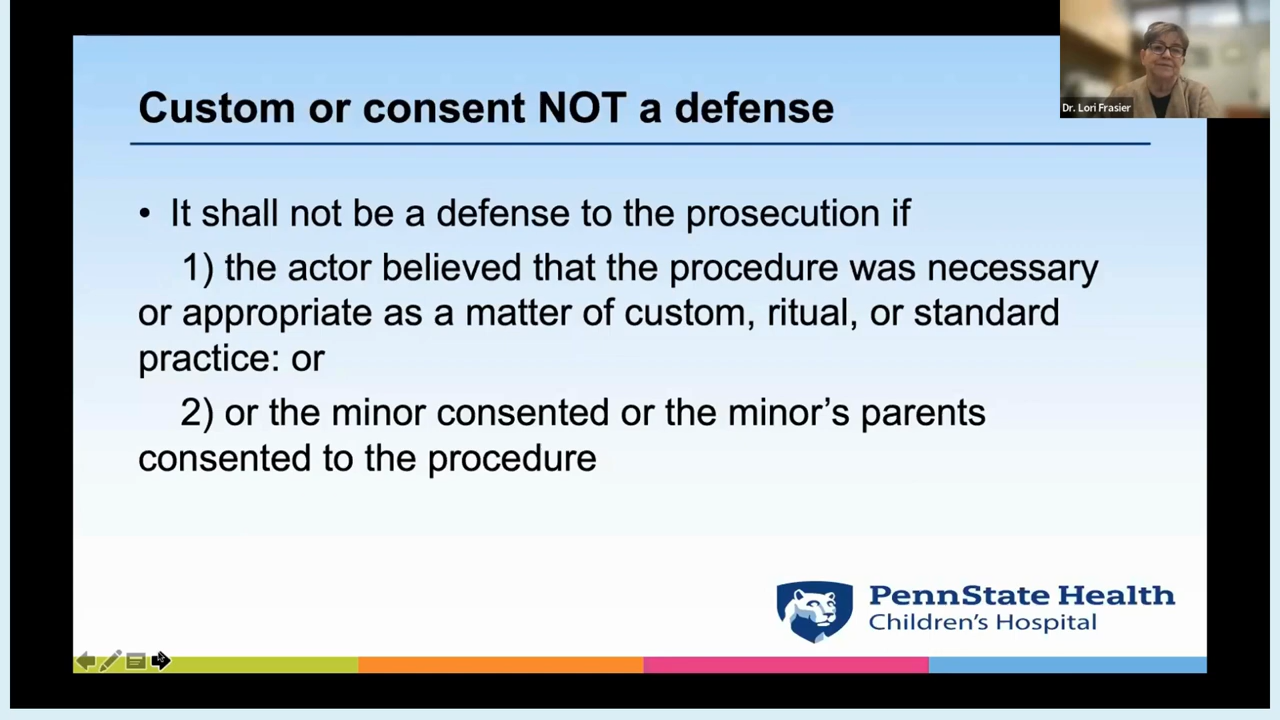 Custom or consent NOT a defense
Dr. Lori Frasier
• It shall not be a defense to the prosecution if
1) the actor believed that the procedure was necessary
or appropriate as a matter of custom, ritual, or standard
practice: or
2) or the minor consented or the minor’s parents
consented to the procedure
PennState Health
Children's Hospital